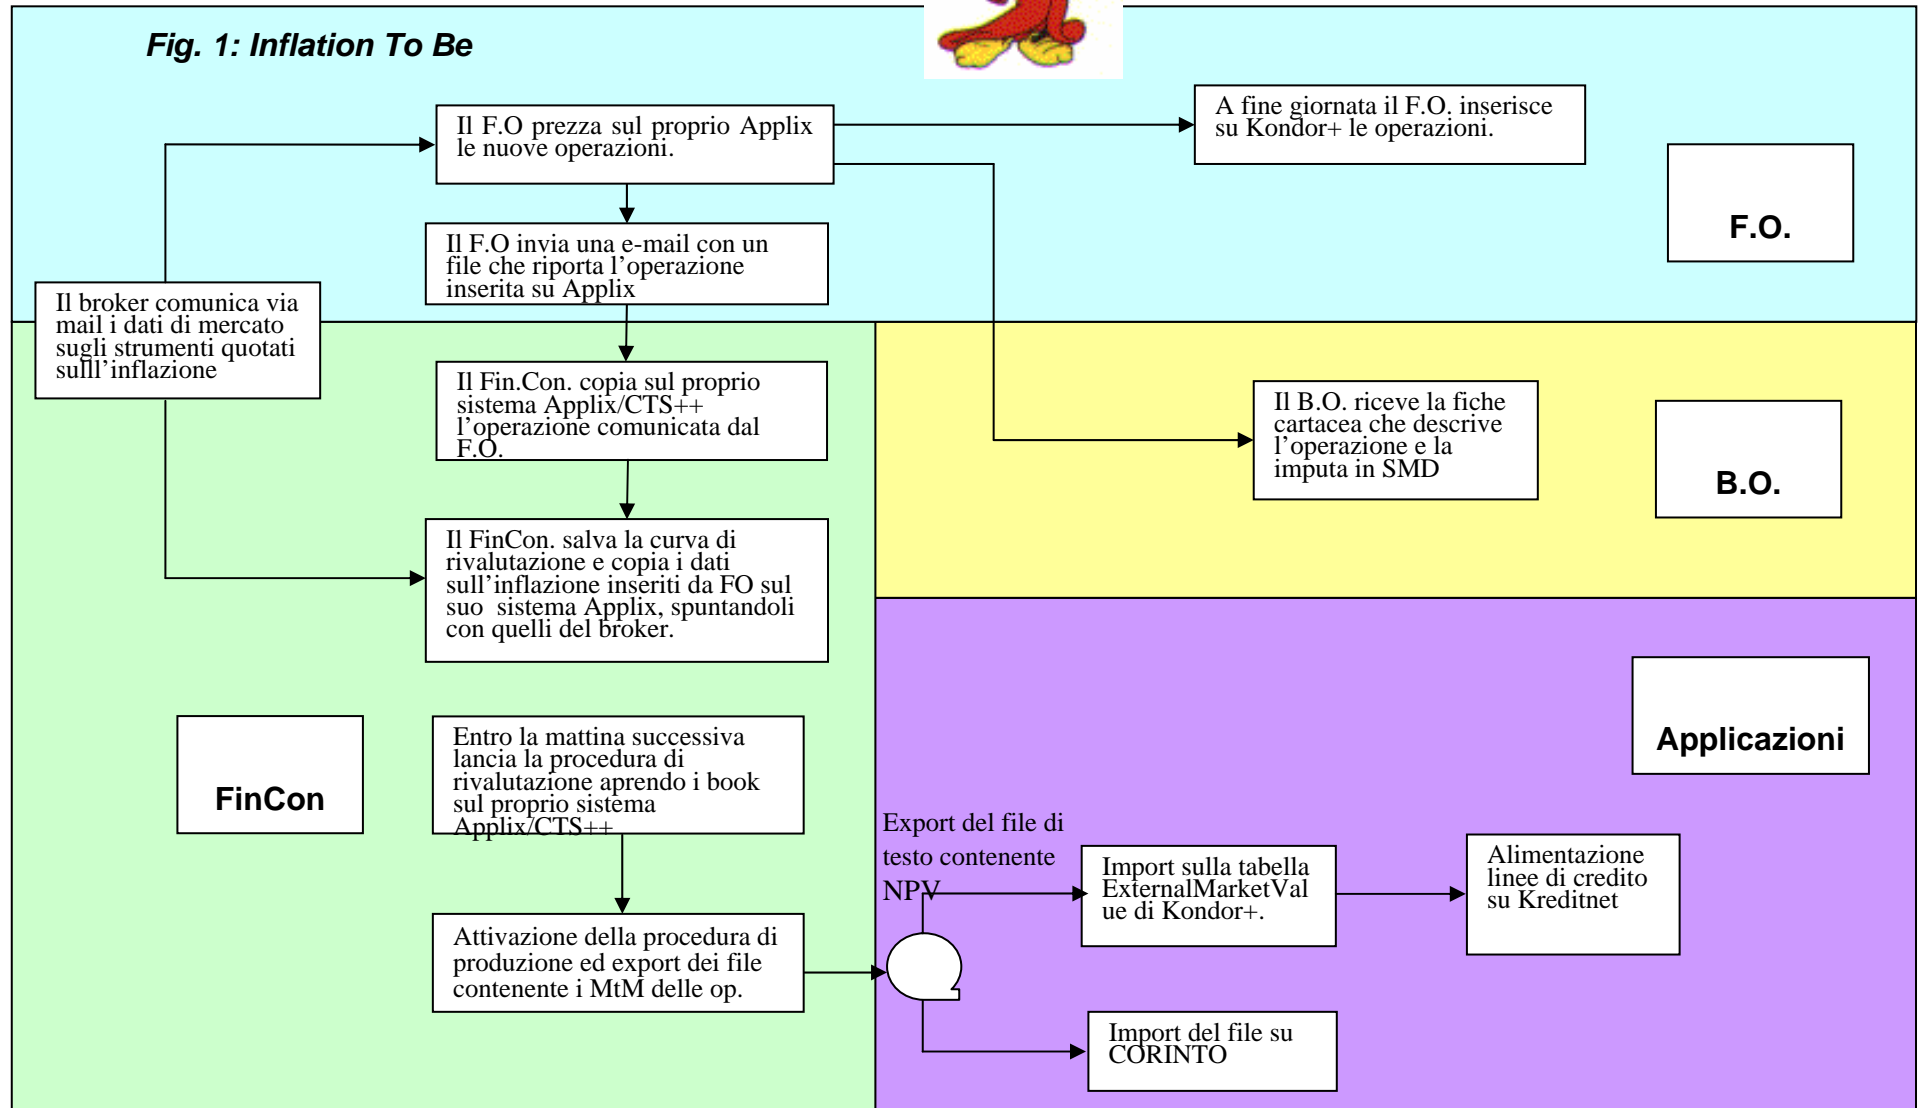 Fig. 1: Inflation To Be
Il F.O prezza sul proprio Applix
le nuove operazioni.
A fine giornata il F.O. inserisce
su Kondor+ le operazioni.
F.O.
Il F.O invia una e-mail con un
file che riporta l’operazione
inserita su Applix
Il broker comunica via
mail i dati di mercato
sugli strumenti quotati
sulll’inflazione
Il Fin.Con. copia sul proprio
sistema Applix/CTS++
l’operazione comunicata dal
F.O.
Il B.O. riceve la fiche
cartacea che descrive
l’operazione e la
imputa in SMD
B.O.
Il FinCon. salva la curva di
rivalutazione e copia i dati
sull’inflazione inseriti da FO sul
suo sistema Applix, spuntandoli
con quelli del broker.
FinCon
Entro la mattina successiva
lancia la procedura di
rivalutazione aprendo i book
sul proprio sistema
Applix/CTS++
Applicazioni
Export del file di
testo contenente
NPV
Import sulla tabella
ExternalMarketVal
ue di Kondor+.
Alimentazione
linee di credito
su Kreditnet
Attivazione della procedura di
produzione ed export dei file
contenente i MtM delle op.
Import del file su
CORINTO